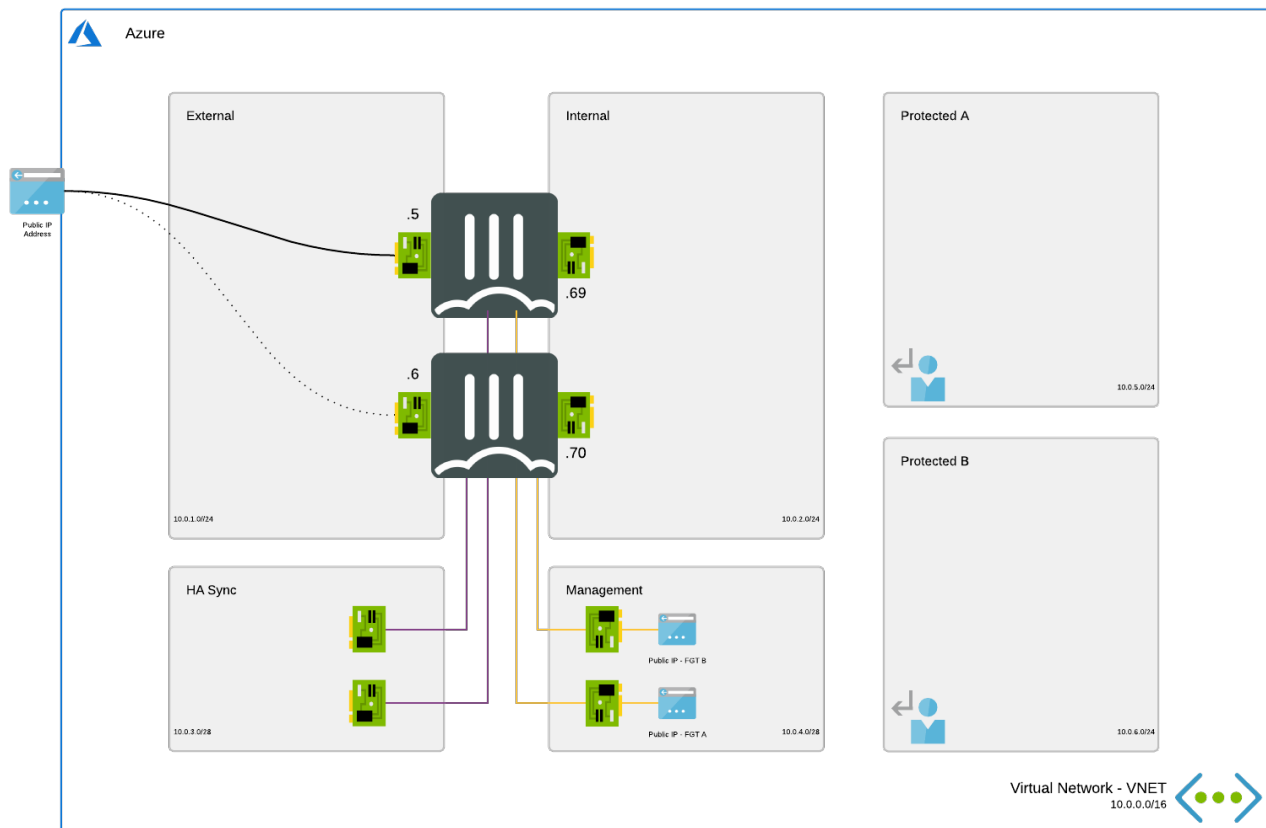 Azure
External
Internal
Protected A
Public IP
Address
.5
.69
.6
.70
10.0.5.0/24
Protected B
10.0.1.0//24
10.0.2.0/24
HA Sync
Management
Public IP - FGT B
Public IP - FGT A
10.0.3.0/28
10.0.4.0/28
10.0.6.0/24
Virtual Network - VNET
10.0.0.0/16